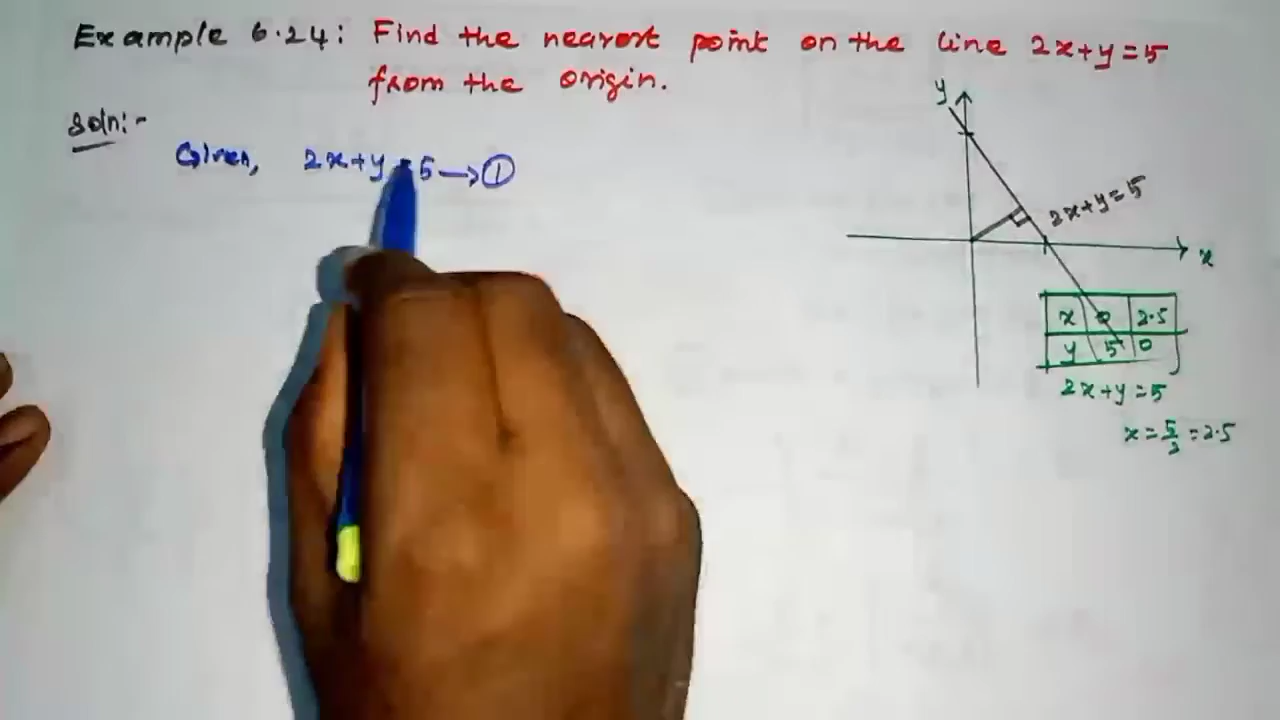 Example 6.24: Find the nearest point on the line 2x+y=5
from the origin.
Soln:-
Given, 2x+y=5→①
y
2x+y=5
x
x 0 2.5
y 5 0
2x+y=5
x=5/2=2.5